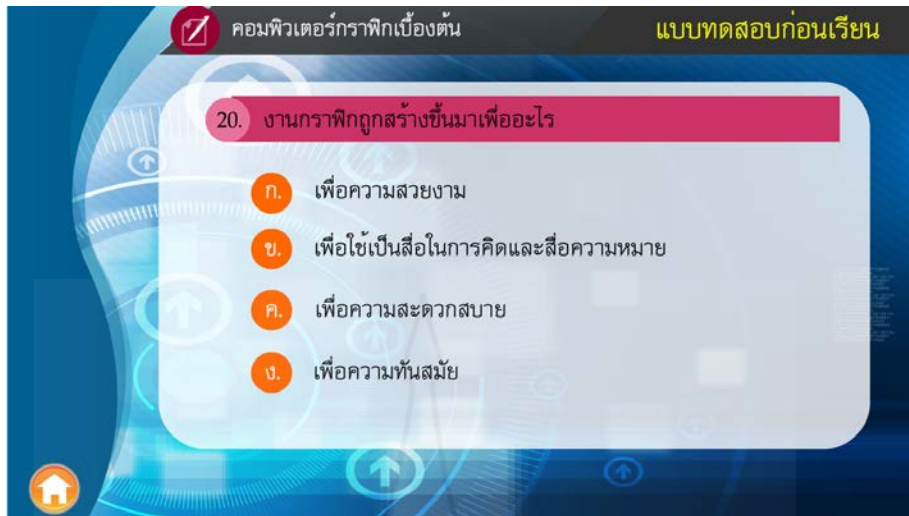 คอมพิวเตอร์กราฟิกเบื้องต้น
แบบทดสอบก่อนเรียน
20. งานกราฟิกถูกสร้างขึ้นมาเพื่ออะไร
ก. เพื่อความสวยงาม
ข. เพื่อใช้เป็นสื่อในการคิดและสื่อความหมาย
ค. เพื่อความสะดวกสบาย
ง. เพื่อความทันสมัย